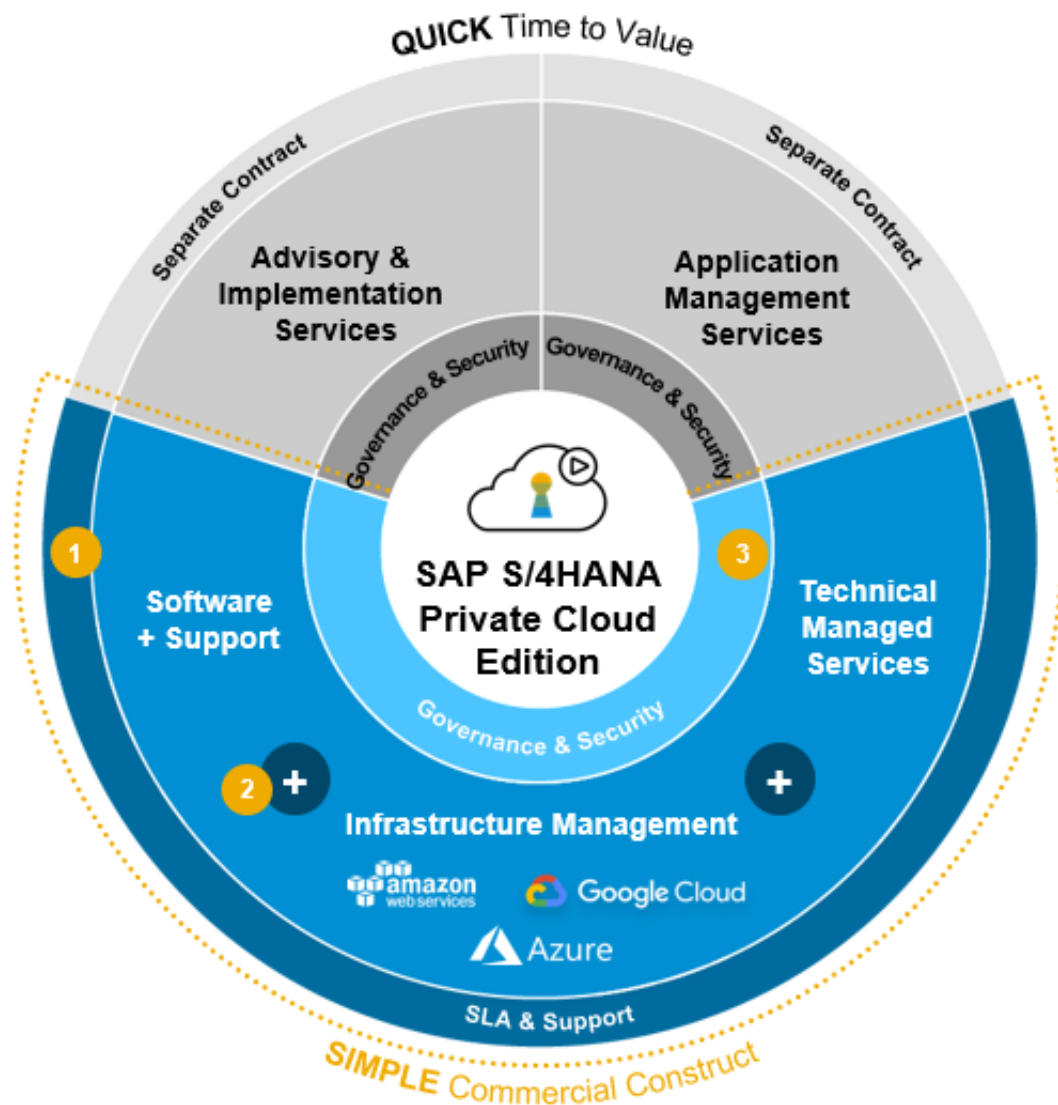 QUICK Time to Value
Separate Contract
Separate Contract
Advisory &
Implementation
Services
Application
Management
Services
Governance & Security
Governance & Security
1
3
SAP S/4HANA
Private Cloud
Edition
Software
+ Support
Technical
Managed
Services
Governance & Security
2
+
+
Infrastructure Management
amazon
webservices
Google Cloud
Azure
SLA & Support
SIMPLE Commercial Construct